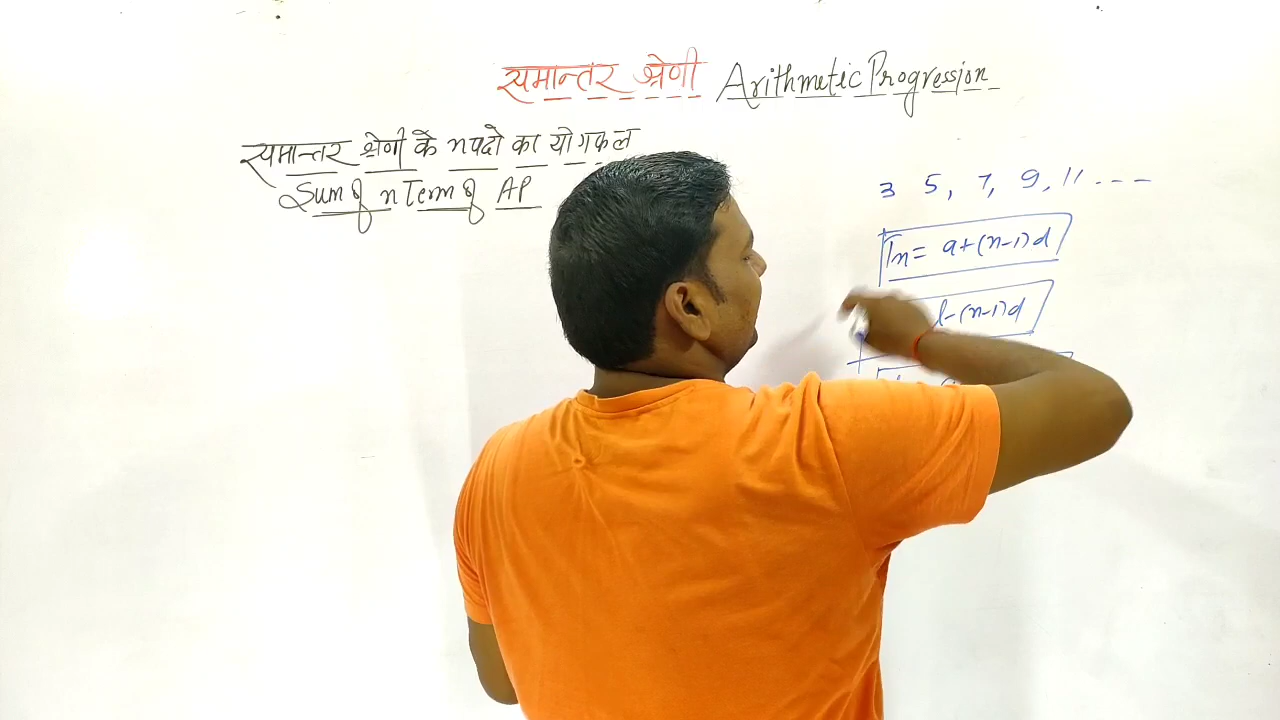 समान्तर श्रेणी Arithmetic Progression
समान्तर श्रेणी के n पदो का योगफल
Sum of n Term of AP
3 5, 7, 9, 11 - - -
Tn = a+(n-1)d
l-(n-1)d